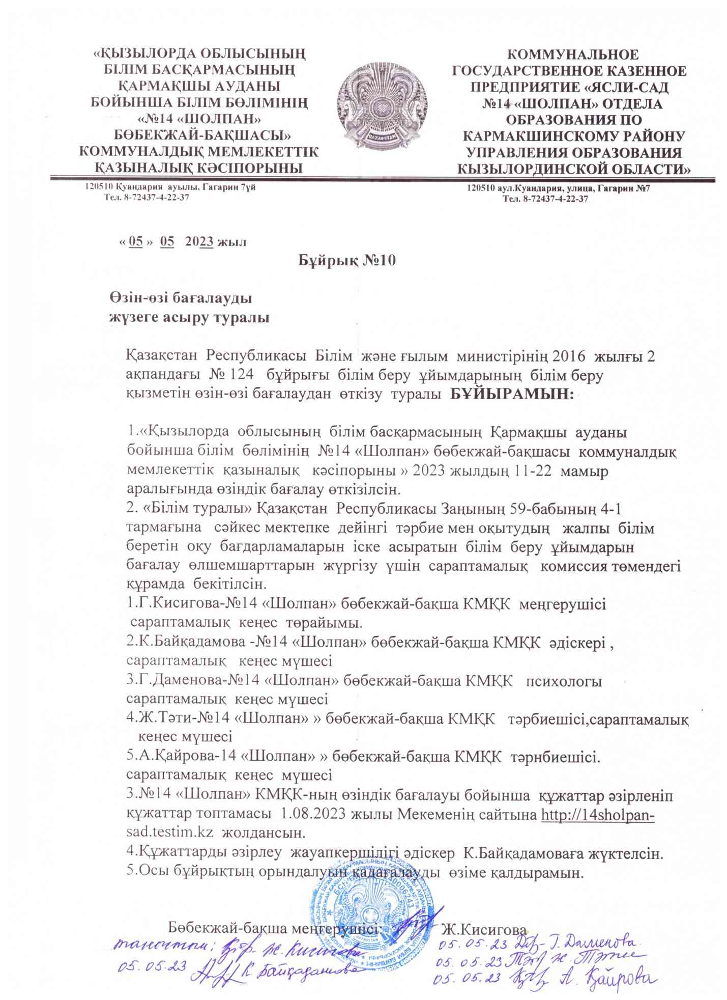 «ҚЫЗЫЛОРДА ОБЛЫСЫНЫҢ
БІЛІМ БАСҚАРМАСЫНЫҢ
ҚАРМАҚШЫ АУДАНЫ
БОЙЫНША БІЛІМ БӨЛІМІНІҢ
«№14 «ШОЛПАН»
БӨБЕКЖАЙ-БАҚШАСЫ»
КОММУНАЛДЫҚ МЕМЛЕКЕТТІК
ҚАЗЫНАЛЫҚ КӘСІПОРЫНЫ
120510 Қуандария ауылы, Гагарин 7үй
Тел. 8-72437-4-22-37
ҚАЗАҚСТАН
КОММУНАЛЬНОЕ
ГОСУДАРСТВЕННОЕ КАЗЕННОЕ
ПРЕДПРИЯТИЕ «ЯСЛИ-САД
№14 «ШОЛПАН» ОТДЕЛА
ОБРАЗОВАНИЯ ПО
КАРМАКШИНСКОМУ РАЙОНУ
УПРАВЛЕНИЯ ОБРАЗОВАНИЯ
КЫЗЫЛОРДИНСКОЙ ОБЛАСТИ»
120510 аул.Куандария, улица, Гагарин №7
Тел. 8-72437-4-22-37
« 05 » 05 2023 жыл
Бұйрық №10
Өзін-өзі бағалауды
жүзеге асыру туралы
Қазақстан Республикасы Білім және ғылым министірінің 2016 жылғы 2
ақпандағы № 124 бұйрығы білім беру ұйымдарының білім беру
қызметін өзін-өзі бағалаудан өткізу туралы БҰЙЫРАМЫН:
1.«Қызылорда облысының білім басқармасының Қармақшы ауданы
бойынша білім бөлімінің №14 «Шолпан» бөбекжай-бақшасы коммуналдық
мемлекеттік қазыналық кәсіпорыны » 2023 жылдың 11-22 мамыр
аралығында өзіндік бағалау өткізілсін.
2. «Білім туралы» Қазақстан Республикасы Заңының 59-бабының 4-1
тармағына сәйкес мектепке дейінгі тәрбие мен оқытудың жалпы білім
беретін оқу бағдарламаларын іске асыратын білім беру ұйымдарын
бағалау өлшемшарттарын жүргізу үшін сараптамалық комиссия төмендегі
құрамда бекітілсін.
1.Г.Кисигова-№14 «Шолпан» бөбекжай-бақша КМҚК меңгерушісі
сараптамалық кеңес төрайымы.
2.К.Байқадамова -№14 «Шолпан» бөбекжай-бақша КМҚК әдіскері ,
сараптамалық кеңес мүшесі
3.Г.Даменова-№14 «Шолпан» бөбекжай-бақша КМҚК психологы
сараптамалық кеңес мүшесі
4.Ж.Тәти-№14 «Шолпан» » бөбекжай-бақша КМҚК тәрбиешісі,сараптамалық
кеңес мүшесі
5.А.Қайрова-14 «Шолпан» » бөбекжай-бақша КМҚК тәрнбиешісі.
сараптамалық кеңес мүшесі
3.№14 «Шолпан» КМҚК-ның өзіндік бағалауы бойынша құжаттар әзірленіп
құжаттар топтамасы 1.08.2023 жылы Мекеменің сайтына http://14sholpan-
sad.testim.kz жолдансын.
4.Құжаттарды әзірлеу жауапкершілігі әдіскер К.Байқадамоваға жүктелсін.
5.Осы бұйрықтың орындалуын қадағалауды өзіме қалдырамын.
Бөбекжай-бақша меңгерушісі: Ж.Кисигова
таныстым: Ж. Кисигова
05.05.23 К. Байқадамова
05.05.23 Г. Даменова.
05.05.23 Ж. Тәти
05.05.23 А. Қайрова